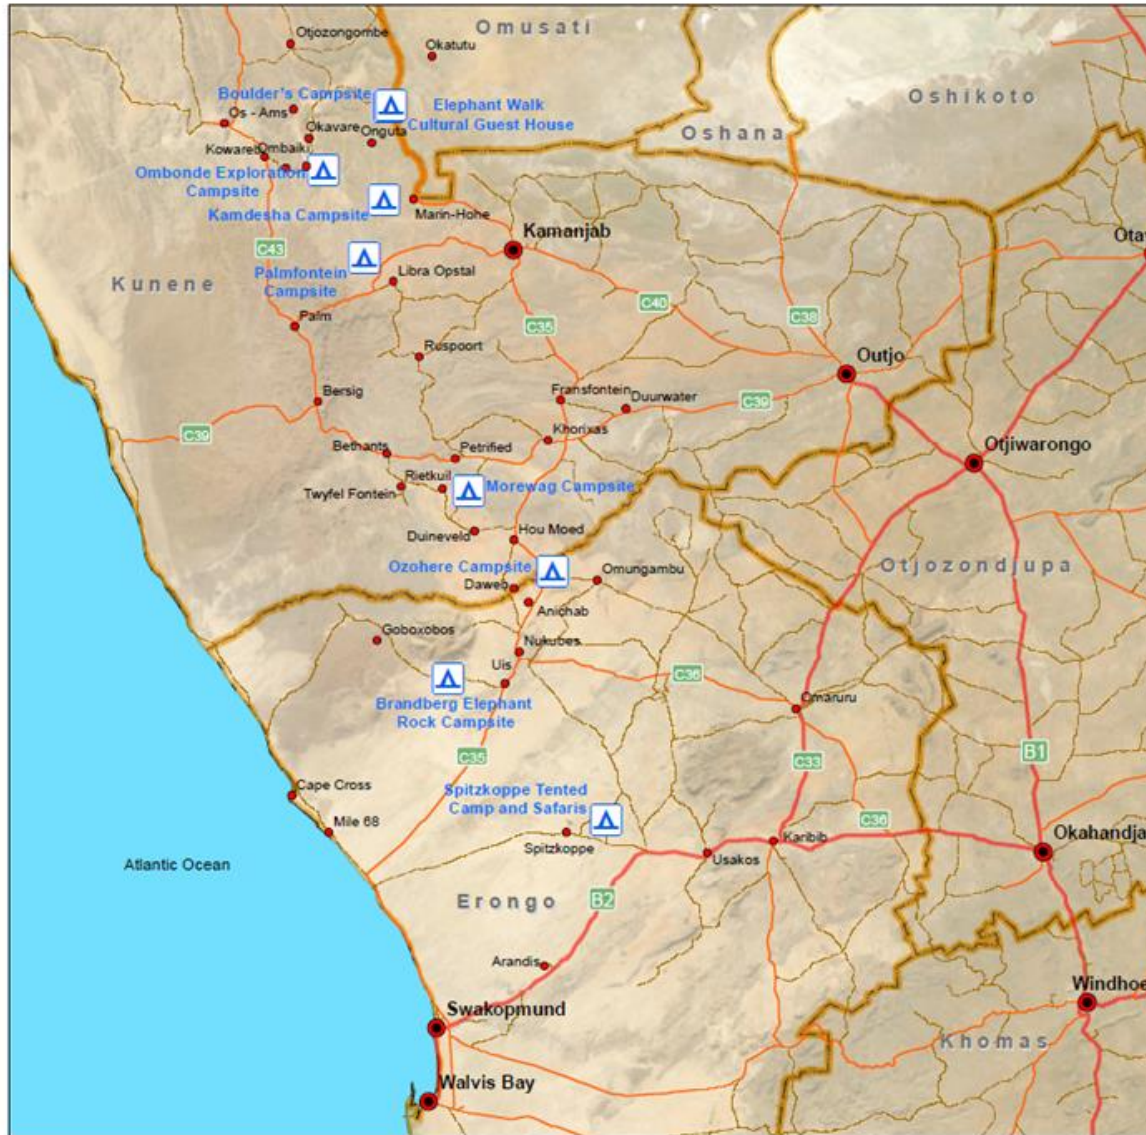 Otjozongombe
Omusati
Okatutu
Boulder's Campsite
Elephant Walk
Cultural Guest House
Oshikoto
Os - Ams
Okavare
Onguta
Oshana
Kowareb
Ombaiki
Ombonde Exploration
Campsite
Kamdesha Campsite
Marin-Hohe
Kamanjab
Ota
C43
Palmfontein
Campsite
Kunene
Libra Opstal
C40
Palm
C35
C38
Ruspoort
Outjo
Bersig
Fransfontein
Duurwater
C39
C39
Khorixas
Bethants
Petrified
Otjiwarongo
Rietkuil
Twyfel Fontein
Morewag Campsite
Duineveld
Hou Moed
Ozohere Campsite
Omungambu
Otjozondjupa
Daweb
Anichab
Goboxobos
Nukubes
Uis
C36
Brandberg Elephant
Rock Campsite
Omaruru
C35
C33
B1
Cape Cross
Spitzkoppe Tented
Camp and Safaris
Mile 68
C36
Spitzkoppe
Karibib
Okahandja
Usakos
Atlantic Ocean
Erongo
B2
Arandis
Windhoe
Swakopmund
Khomas
Walvis Bay